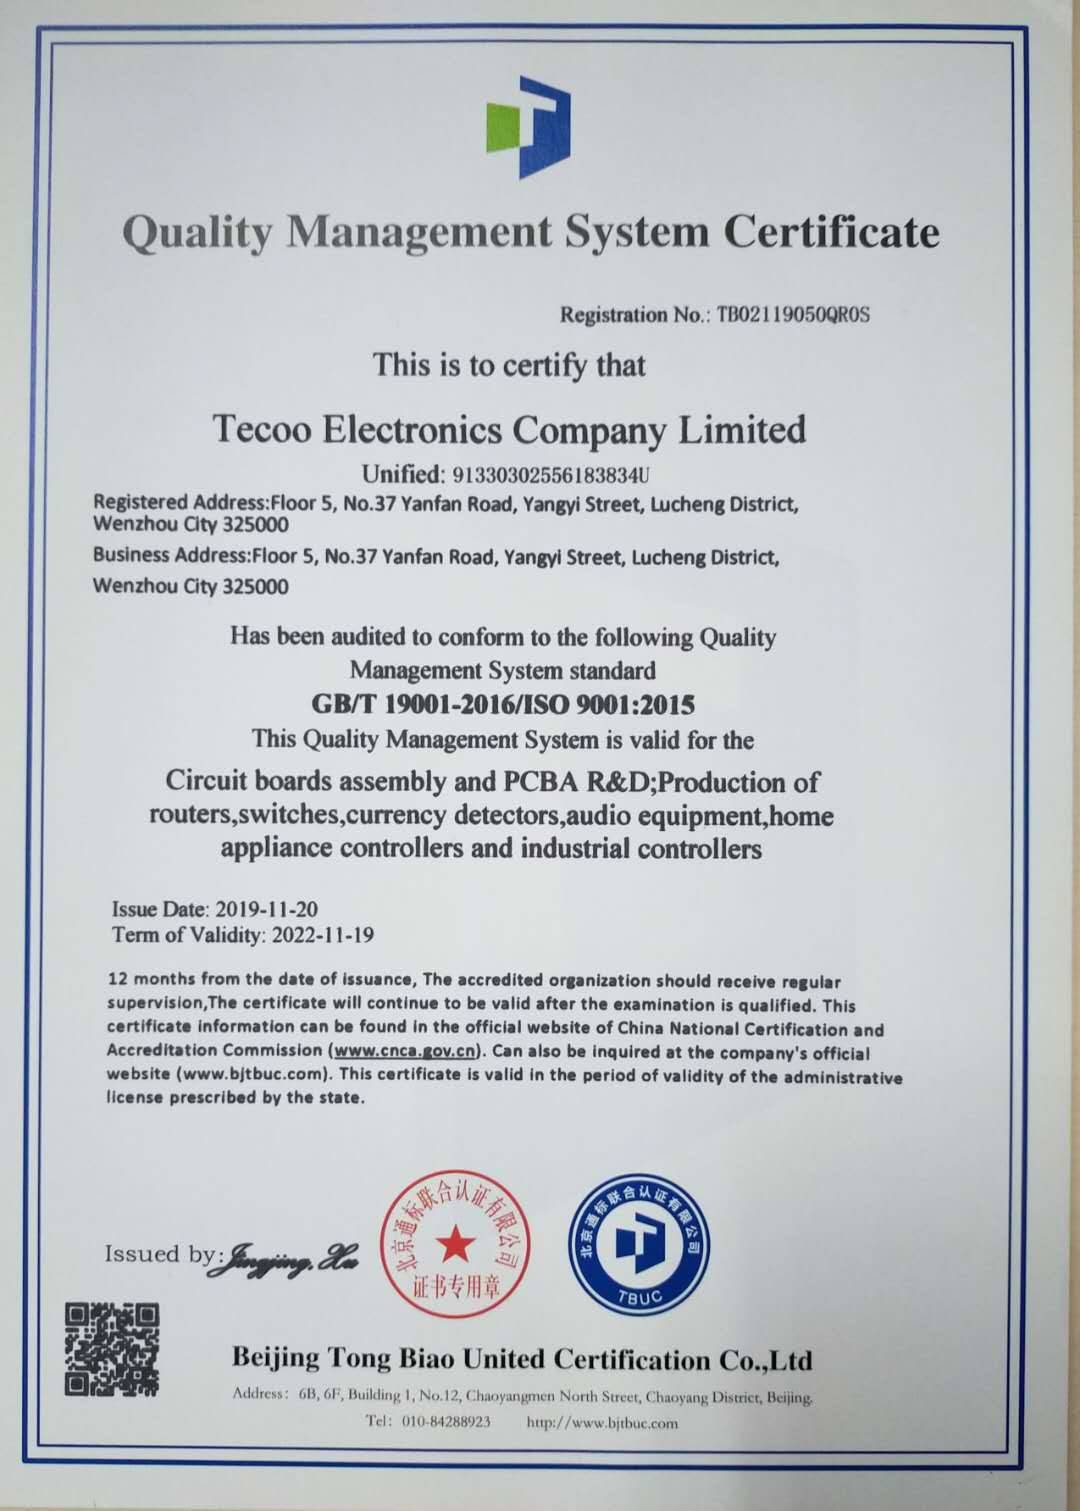 Quality Management System Certificate
Registration No.: TB02119050QR0S
This is to certify that
Tecoo Electronics Company Limited
Unified: 91330302556183834U
Registered Address:Floor 5, No.37 Yanfan Road, Yangyi Street, Lucheng District,
Wenzhou City 325000
Business Address:Floor 5, No.37 Yanfan Road, Yangyi Street, Lucheng District,
Wenzhou City 325000
Has been audited to conform to the following Quality
Management System standard
GB/T 19001-2016/ISO 9001:2015
This Quality Management System is valid for the
Circuit boards assembly and PCBA R&D;Production of
routers,switches,currency detectors,audio equipment,home
appliance controllers and industrial controllers
Issue Date: 2019-11-20
Term of Validity: 2022-11-19
12 months from the date of issuance, The accredited organization should receive regular
supervision,The certificate will continue to be valid after the examination is qualified. This
certificate information can be found in the official website of China National Certification and
Accreditation Commission (www.cnca.gov.cn). Can also be inquired at the company's official
website (www.bjtbuc.com). This certificate is valid in the period of validity of the administrative
license prescribed by the state.
北京通标联合认证有限公司
证书专用章
北京通标联合认证有限公司
TBUC
Issued by: Jingjing. Hu
Beijing Tong Biao United Certification Co.,Ltd
Address: 6B, 6F, Building 1, No.12, Chaoyangmen North Street, Chaoyang District, Beijing.
Tel: 010-84288923 http://www.bjtbuc.com